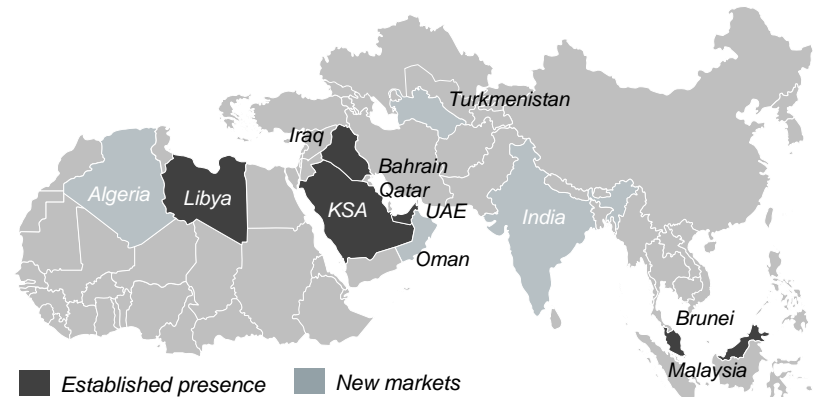 Turkmenistan
Iraq
Bahrain
Algeria
Libya
Qatar
KSA
UAE
India
Oman
Brunei
Malaysia
Established presence
New markets